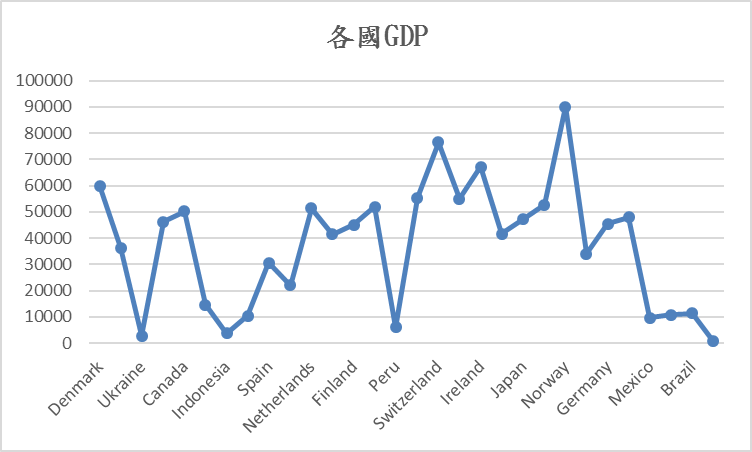 各國GDP
100000
90000
80000
70000
60000
50000
40000
30000
20000
10000
0
Denmark
Ukraine
Canada
Indonesia
Spain
Netherlands
Finland
Peru
Switzerland
Ireland
Japan
Norway
Germany
Mexico
Brazil